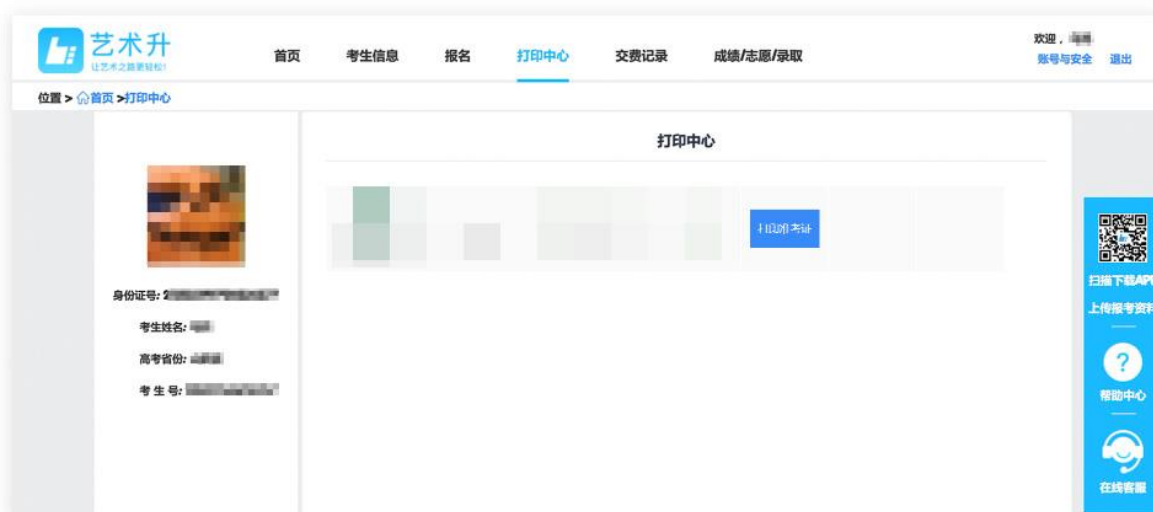 艺术升
让艺术之路更轻松!
首页 考生信息 报名 打印中心 交费记录 成绩/志愿/录取
欢迎，
账号与安全 退出
位置 > 首页 >打印中心
打印中心
打印准考证
身份证号: 2
考生姓名:
高考省份:
考 生 号:
扫描下载APP
上传报考资料
?
帮助中心
在线客服